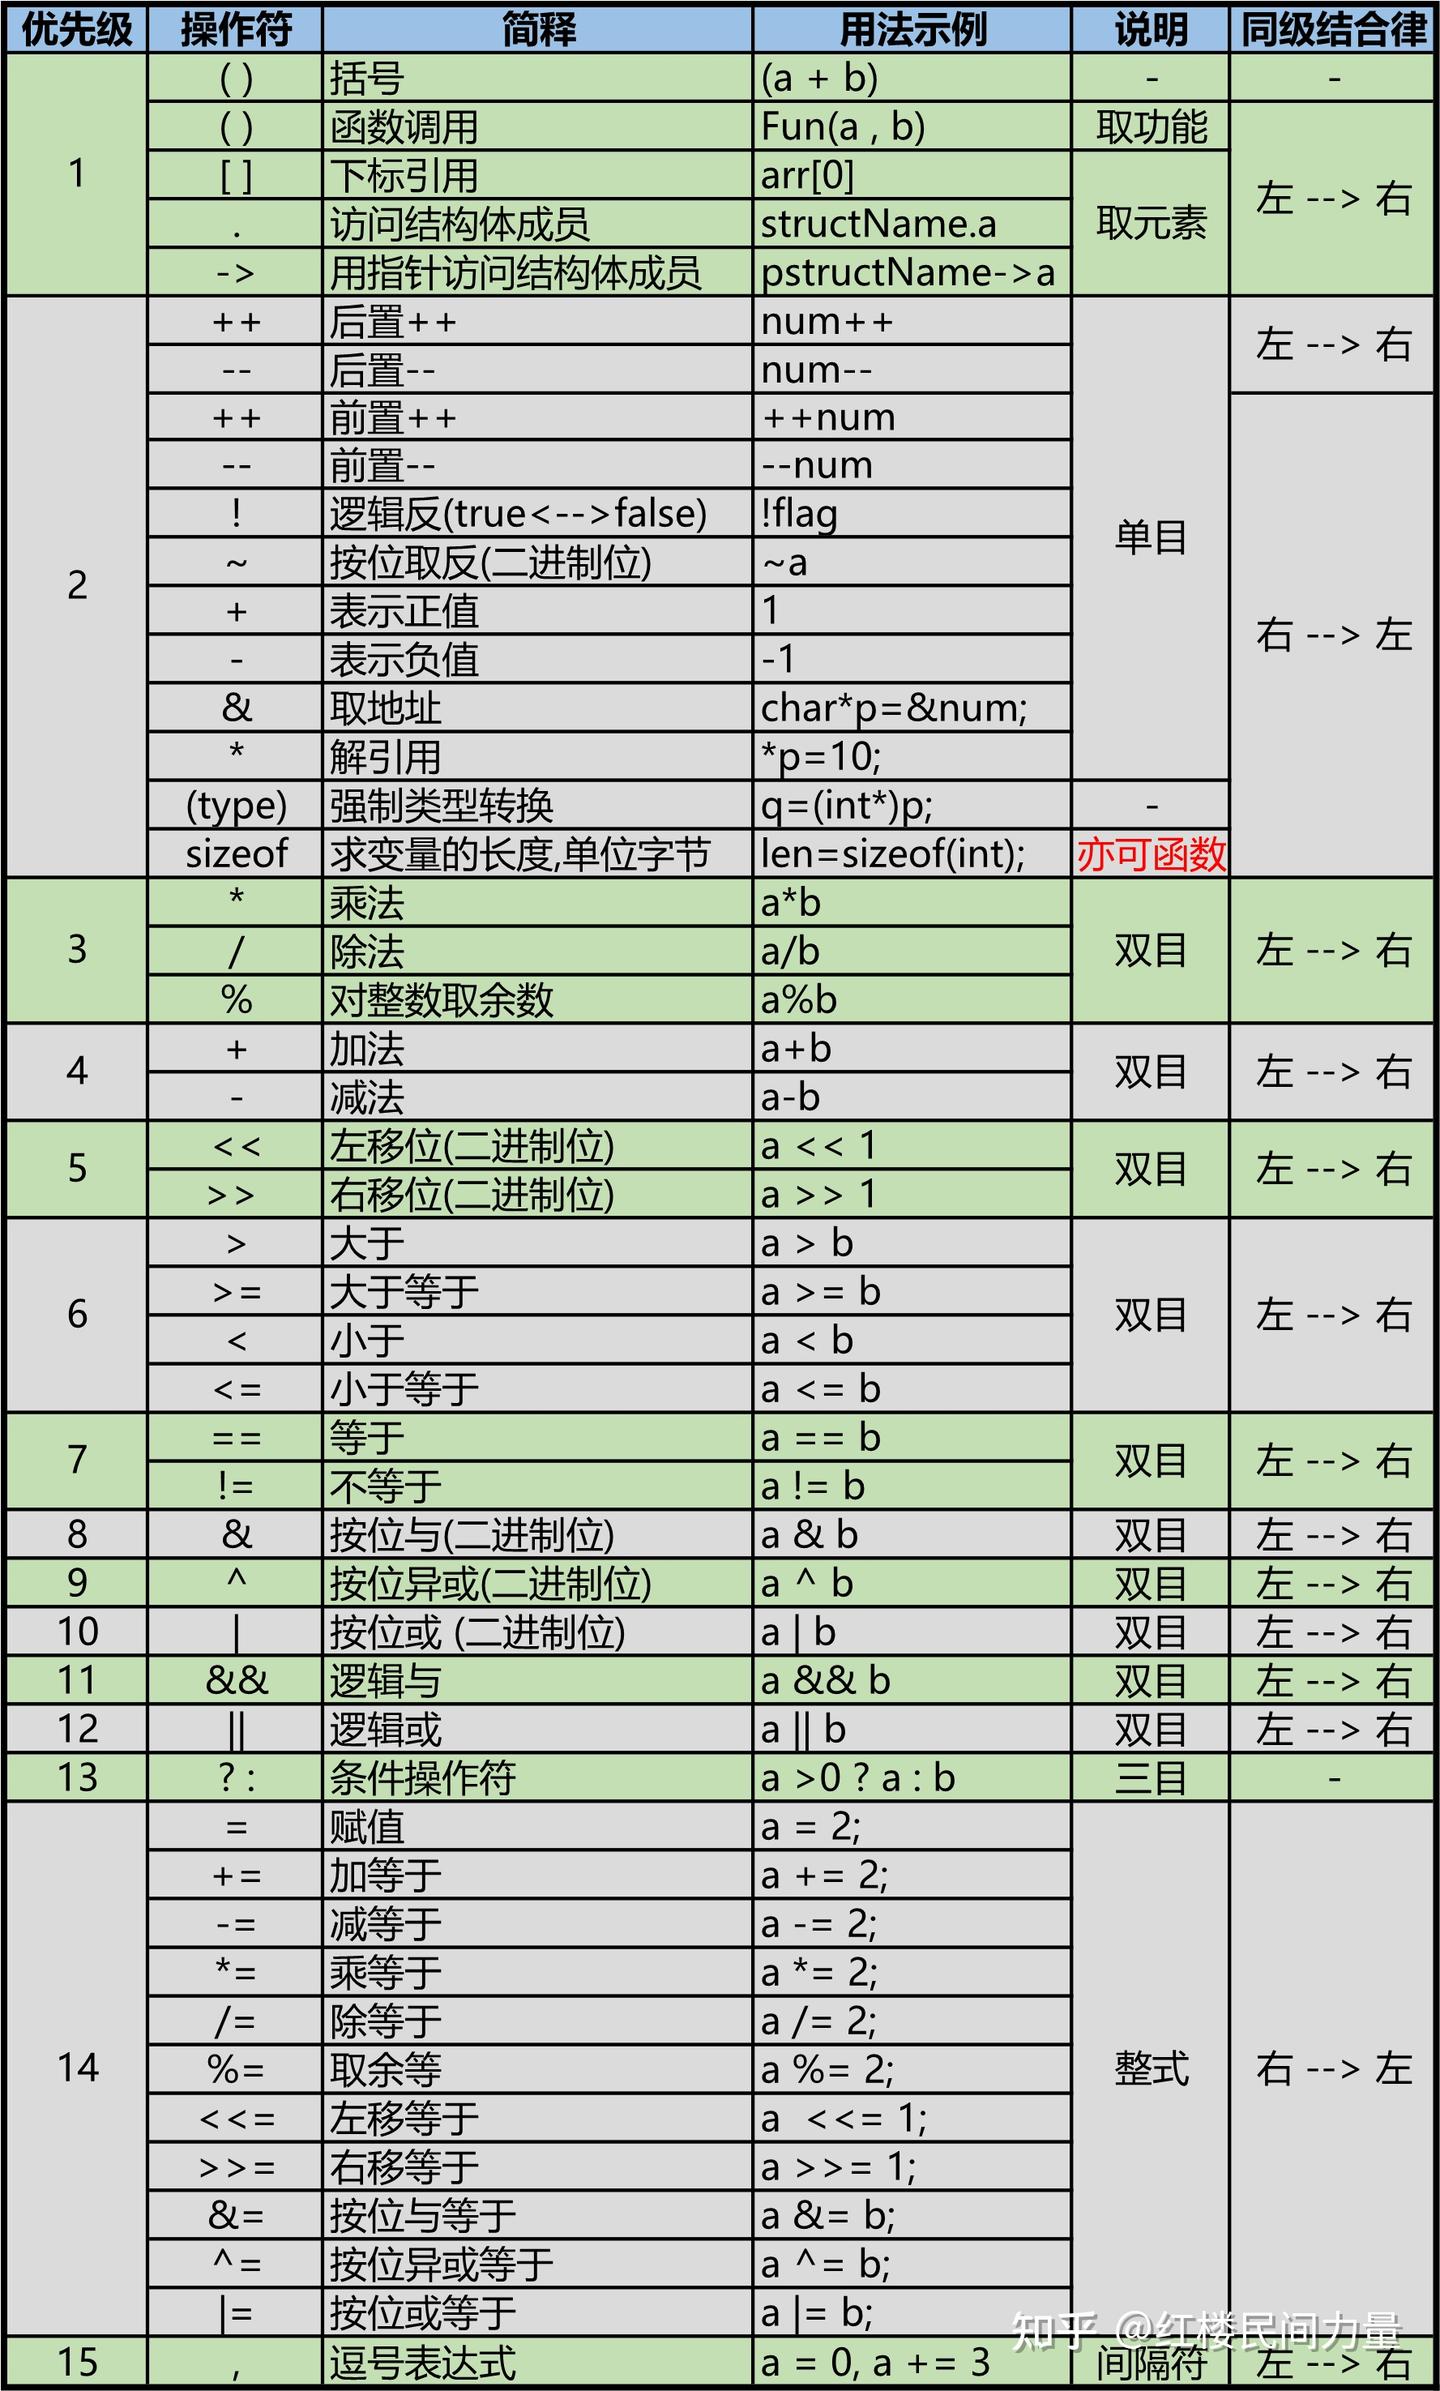 优先级 操作符 简释 用法示例 说明 同级结合律
1 ( ) 括号 (a + b) - -
( ) 函数调用 Fun(a , b) 取功能 左 --> 右
[ ] 下标引用 arr[0] 取元素
. 访问结构体成员 structName.a
-> 用指针访问结构体成员 pstructName->a
2 ++ 后置++ num++ 单目 左 --> 右
-- 后置-- num--
++ 前置++ ++num 右 --> 左
-- 前置-- --num
! 逻辑反(true<-->false) !flag
~ 按位取反(二进制位) ~a
+ 表示正值 1
- 表示负值 -1
& 取地址 char*p=&num;
* 解引用 *p=10;
(type) 强制类型转换 q=(int*)p; -
sizeof 求变量的长度,单位字节 len=sizeof(int); 亦可函数
3 * 乘法 a*b 双目 左 --> 右
/ 除法 a/b
% 对整数取余数 a%b
4 + 加法 a+b 双目 左 --> 右
- 减法 a-b
5 << 左移位(二进制位) a << 1 双目 左 --> 右
>> 右移位(二进制位) a >> 1
6 > 大于 a > b 双目 左 --> 右
>= 大于等于 a >= b
< 小于 a < b
<= 小于等于 a <= b
7 == 等于 a == b 双目 左 --> 右
!= 不等于 a != b
8 & 按位与(二进制位) a & b 双目 左 --> 右
9 ^ 按位异或(二进制位) a ^ b 双目 左 --> 右
10 | 按位或 (二进制位) a | b 双目 左 --> 右
11 && 逻辑与 a && b 双目 左 --> 右
12 || 逻辑或 a || b 双目 左 --> 右
13 ? : 条件操作符 a >0 ? a : b 三目 -
14 = 赋值 a = 2; 整式 右 --> 左
+= 加等于 a += 2;
-= 减等于 a -= 2;
*= 乘等于 a *= 2;
/= 除等于 a /= 2;
%= 取余等 a %= 2;
<<= 左移等于 a <<= 1;
>>= 右移等于 a >>= 1;
&= 按位与等于 a &= b;
^= 按位异或等于 a ^= b;
|= 按位或等于 a |= b;
知乎 @红楼民间力量
15 , 逗号表达式 a = 0, a += 3 间隔符 左 --> 右